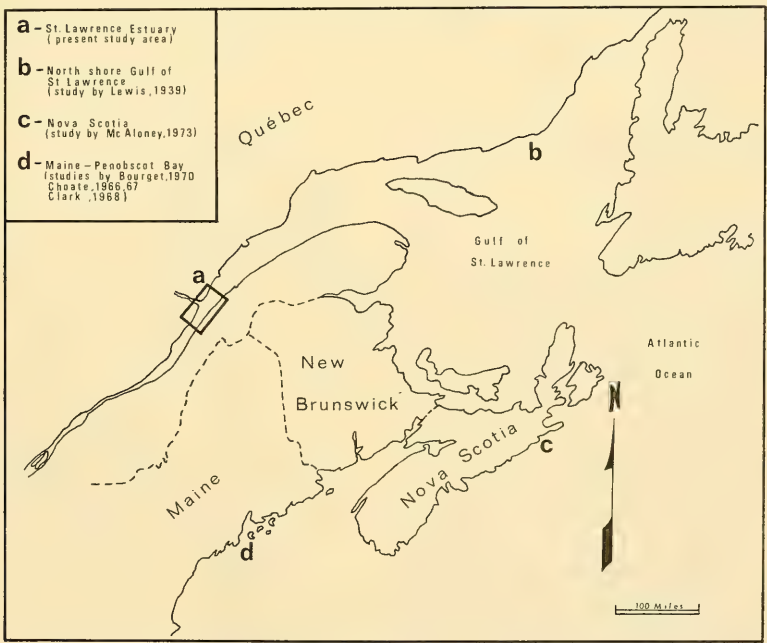 a - St. Lawrence Estuary
( present study area)
b - North shore Gulf of
St Lawrence
(study by Lewis, 1939)
c - Nova Scotia
(study by McAloney, 1973)
d - Maine - Penobscot Bay
(studies by Bourget, 1970
Choate, 1966, 67
Clark , 1968)
Québec
b
Gulf of
St. Lawrence
a
Atlantic
Ocean
New
Brunswick
N
Nova Scotia
c
Maine
d
100 Miles